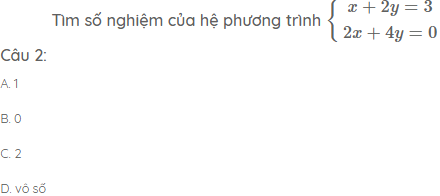 Tìm số nghiệm của hệ phương trình { x + 2y = 3
2x + 4y = 0
Câu 2:
A. 1
B. 0
C. 2
D. vô số